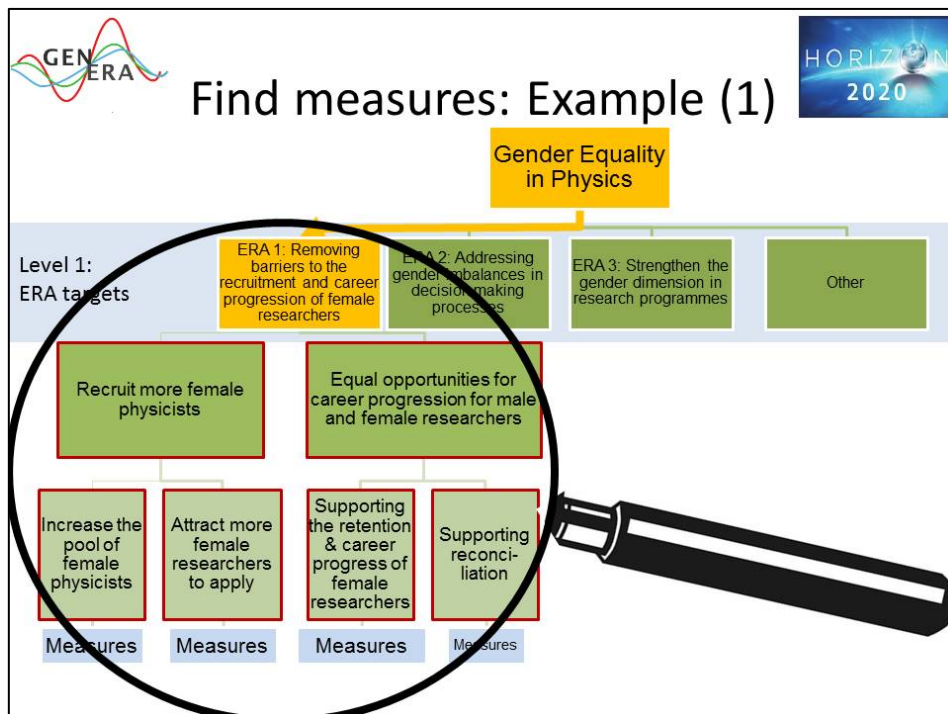 GEN
ERA
HORIZON
2020
Find measures: Example (1)
Gender Equality
in Physics
Level 1:
ERA targets
ERA 1: Removing
barriers to the
recruitment and career
progression of female
researchers
ERA 2: Addressing
gender imbalances in
decision-making
processes
ERA 3: Strengthen the
gender dimension in
research programmes
Other
Recruit more female
physicists
Equal opportunities for
career progression for male
and female researchers
Increase the
pool of
female
physicists
Attract more
female
researchers
to apply
Supporting
the retention
& career
progress of
female
researchers
Supporting
reconci-
liation
Measures
Measures
Measures
Measures